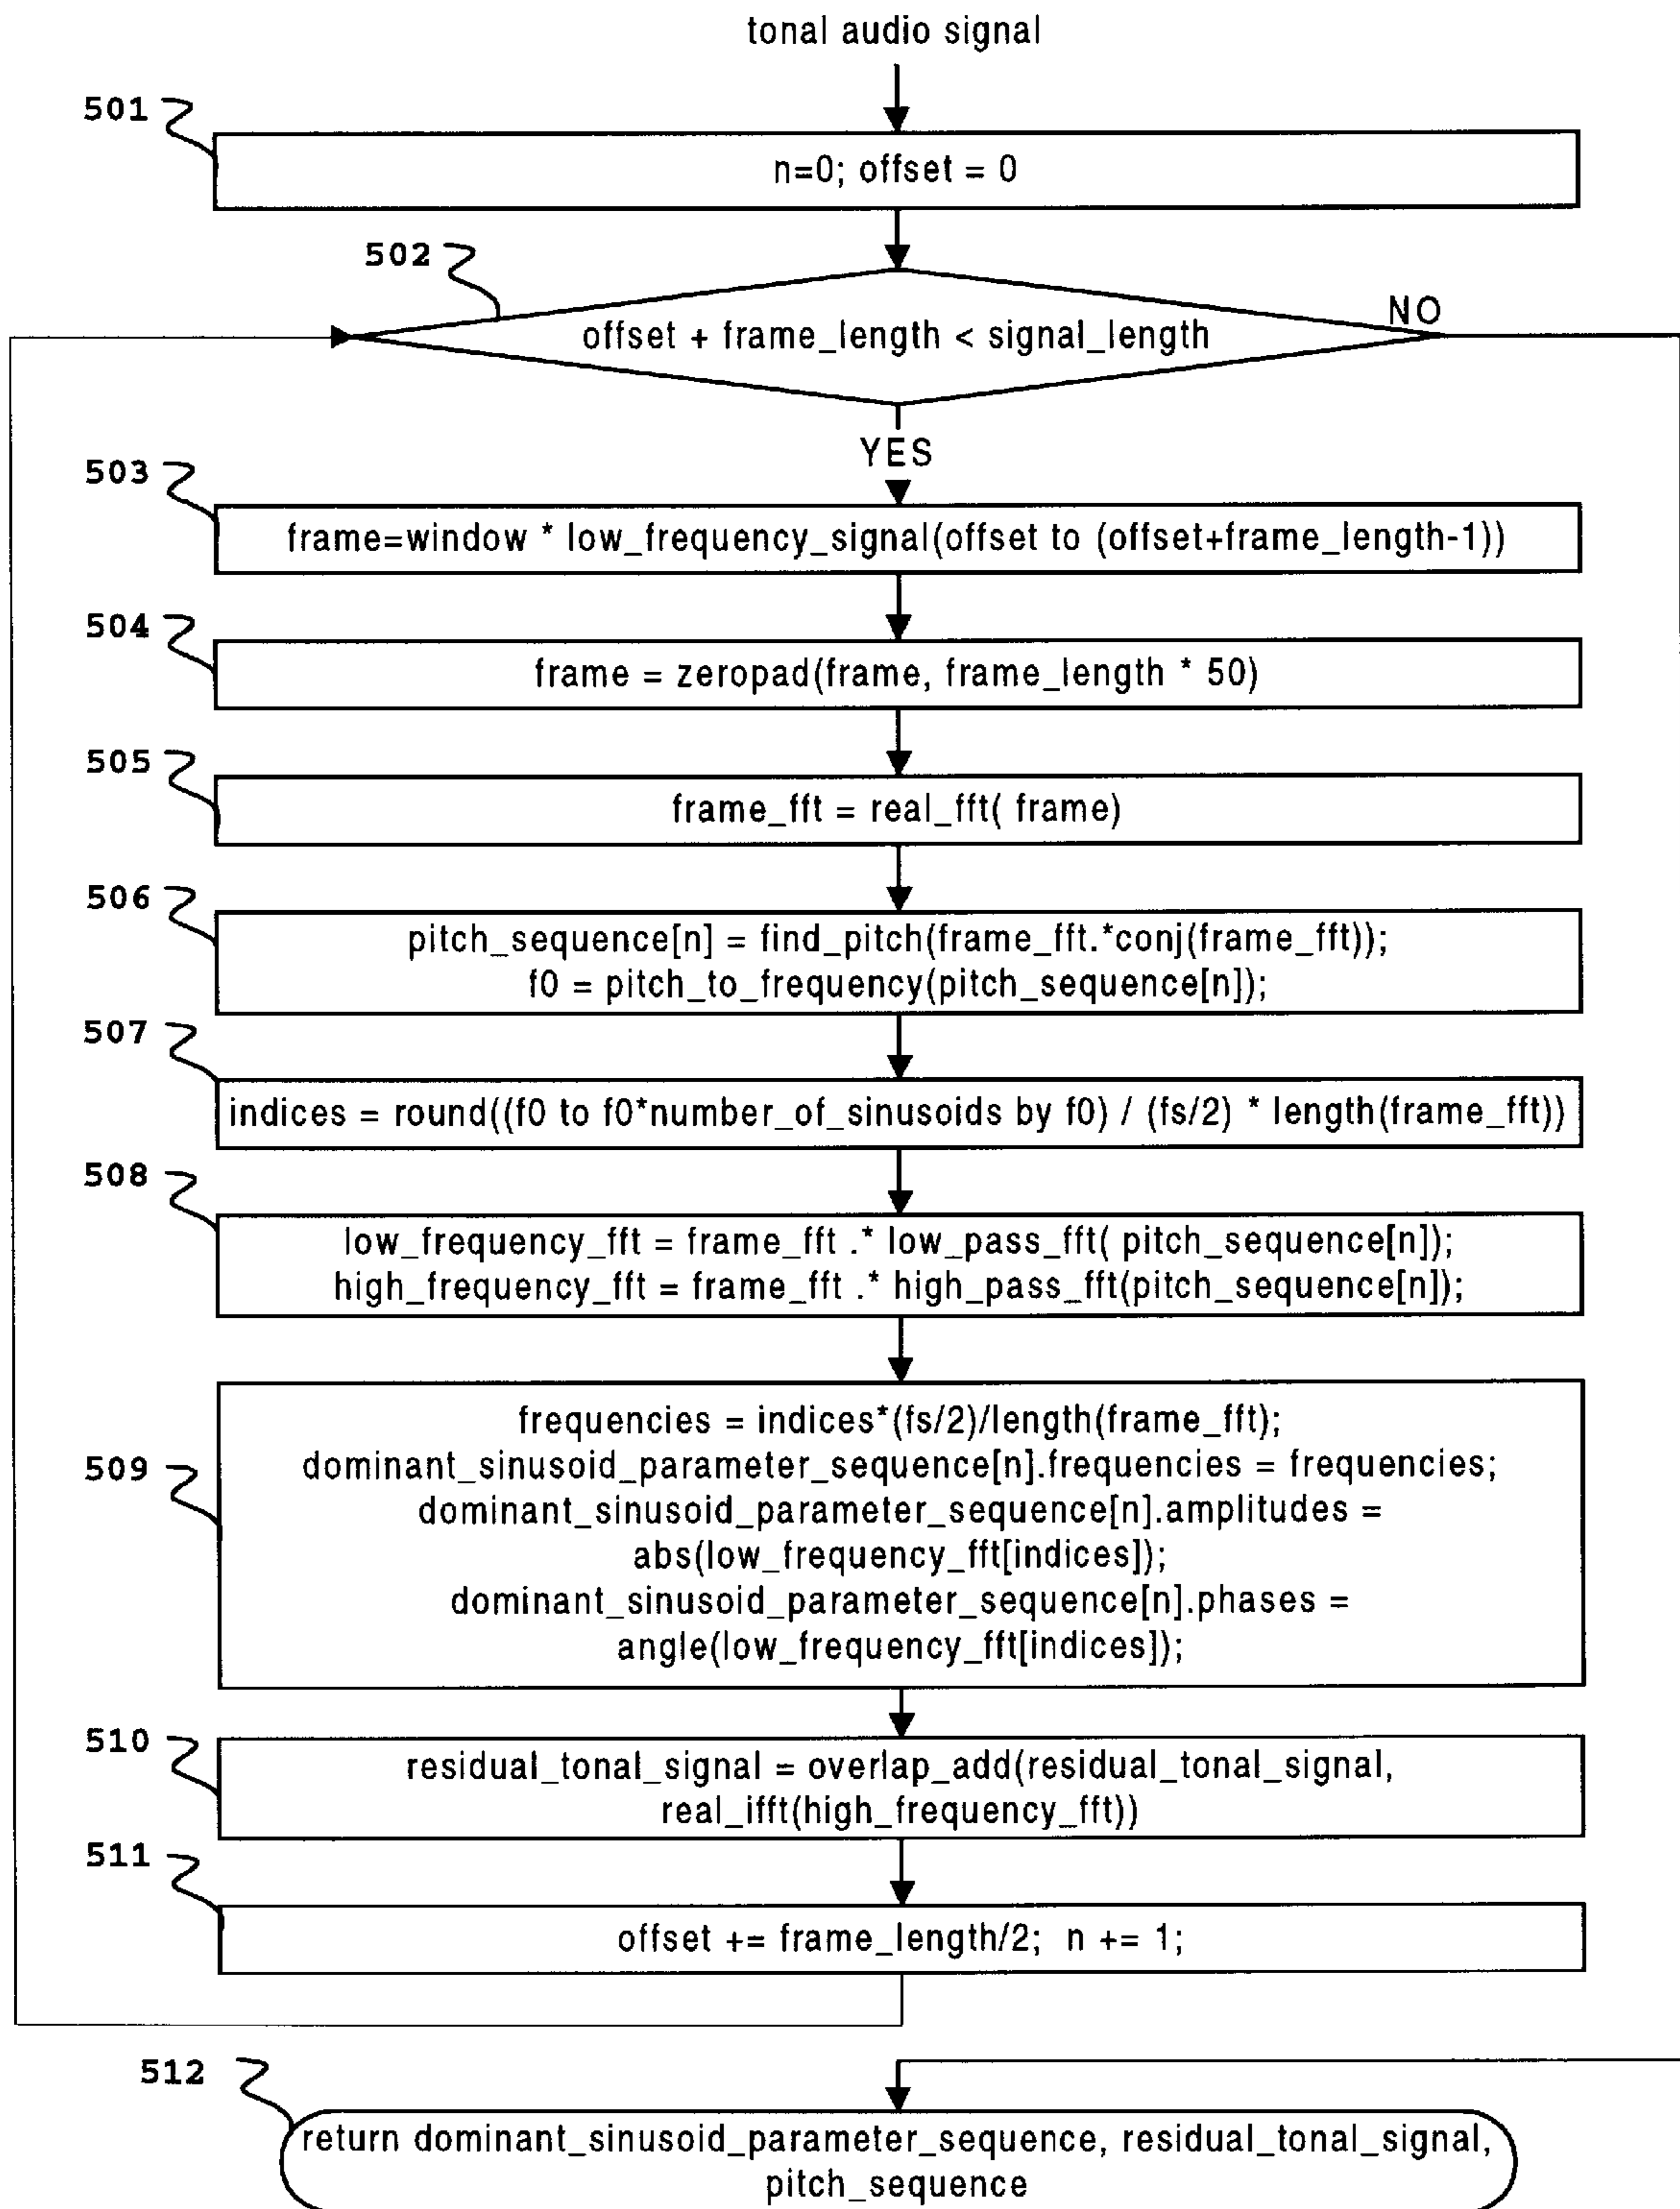 tonal audio signal
501
n=0; offset = 0
502
NO
offset + frame_length < signal_length
YES
503
frame=window * low_frequency_signal(offset to (offset+frame_length-1))
504
frame = zeropad(frame, frame_length * 50)
505
frame_fft = real_fft( frame)
506
pitch_sequence[n] = find_pitch(frame_fft.*conj(frame_fft));
f0 = pitch_to_frequency(pitch_sequence[n]);
507
indices = round((f0 to f0*number_of_sinusoids by f0) / (fs/2) * length(frame_fft))
508
low_frequency_fft = frame_fft .* low_pass_fft( pitch_sequence[n]);
high_frequency_fft = frame_fft .* high_pass_fft(pitch_sequence[n]);
509
frequencies = indices*(fs/2)/length(frame_fft);
dominant_sinusoid_parameter_sequence[n].frequencies = frequencies;
dominant_sinusoid_parameter_sequence[n].amplitudes =
abs(low_frequency_fft[indices]);
dominant_sinusoid_parameter_sequence[n].phases =
angle(low_frequency_fft[indices]);
510
residual_tonal_signal = overlap_add(residual_tonal_signal,
real_ifft(high_frequency_fft))
511
offset += frame_length/2; n += 1;
512
return dominant_sinusoid_parameter_sequence, residual_tonal_signal,
pitch_sequence